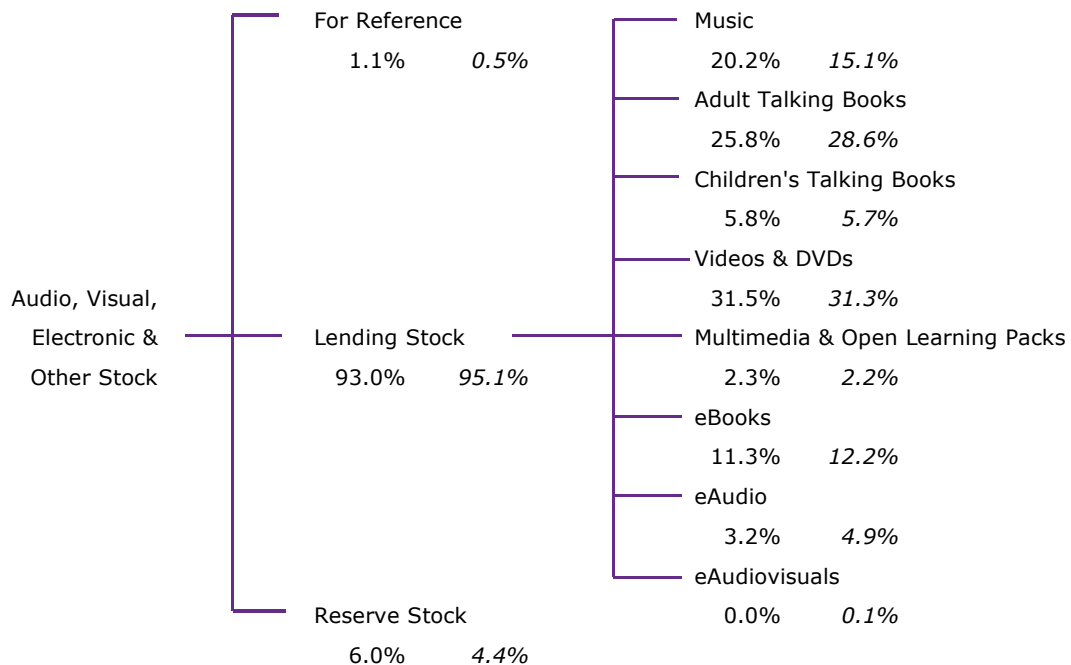 For Reference
1.1% 0.5%
Audio, Visual,
Electronic &
Other Stock
Lending Stock
93.0% 95.1%
Reserve Stock
6.0% 4.4%
Music
20.2% 15.1%
Adult Talking Books
25.8% 28.6%
Children's Talking Books
5.8% 5.7%
Videos & DVDs
31.5% 31.3%
Multimedia & Open Learning Packs
2.3% 2.2%
eBooks
11.3% 12.2%
eAudio
3.2% 4.9%
eAudiovisuals
0.0% 0.1%